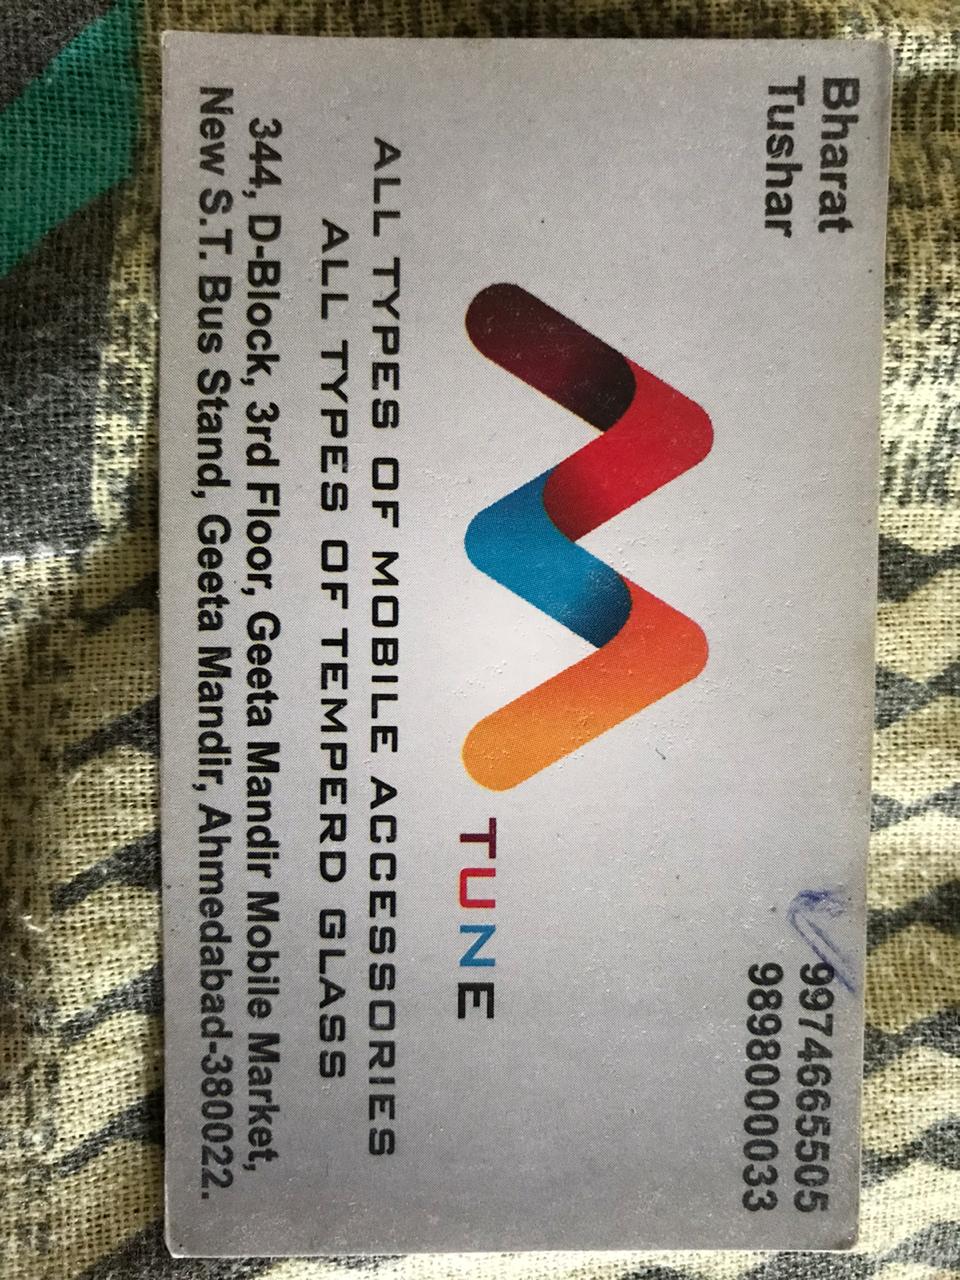 Bharat
Tushar
9974665505
9898000033
M TUNE
ALL TYPES OF MOBILE ACCESSORIES
ALL TYPES OF TEMPERD GLASS
344, D-Block, 3rd Floor, Geeta Mandir Mobile Market,
New S.T. Bus Stand, Geeta Mandir, Ahmedabad-380022.